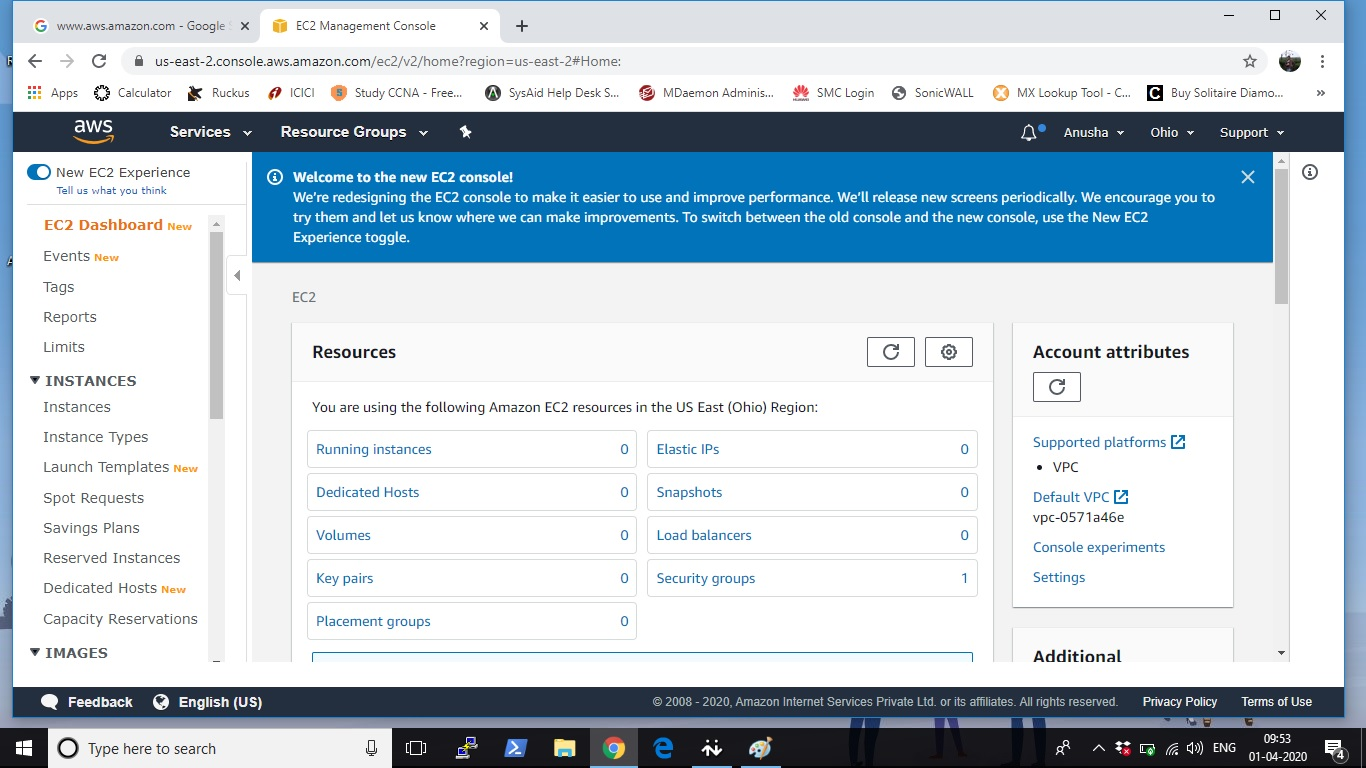 www.aws.amazon.com - Google
EC2 Management Console
us-east-2.console.aws.amazon.com/ec2/v2/home?region=us-east-2#Home:
Apps
Calculator
Ruckus
ICICI
Study CCNA - Free...
SysAid Help Desk S...
MDaemon Adminis...
SMC Login
SonicWALL
MX Lookup Tool - C...
Buy Solitaire Diamo...
»
aws
Services
Resource Groups
Anusha
Ohio
Support
New EC2 Experience
Tell us what you think
EC2 Dashboard New
Events New
Tags
Reports
Limits
INSTANCES
Instances
Instance Types
Launch Templates New
Spot Requests
Savings Plans
Reserved Instances
Dedicated Hosts New
Capacity Reservations
IMAGES
Welcome to the new EC2 console!
We're redesigning the EC2 console to make it easier to use and improve performance. We'll release new screens periodically. We encourage you to
try them and let us know where we can make improvements. To switch between the old console and the new console, use the New EC2
Experience toggle.
EC2
Resources
You are using the following Amazon EC2 resources in the US East (Ohio) Region:
Running instances 0
Elastic IPs 0
Dedicated Hosts 0
Snapshots 0
Volumes 0
Load balancers 0
Key pairs 0
Security groups 1
Placement groups 0
Account attributes
Supported platforms
• VPC
Default VPC
vpc-0571a46e
Console experiments
Settings
Additional
Feedback
English (US)
© 2008 - 2020, Amazon Internet Services Private Ltd. or its affiliates. All rights reserved.
Privacy Policy
Terms of Use
Type here to search
ENG
09:53
01-04-2020
4